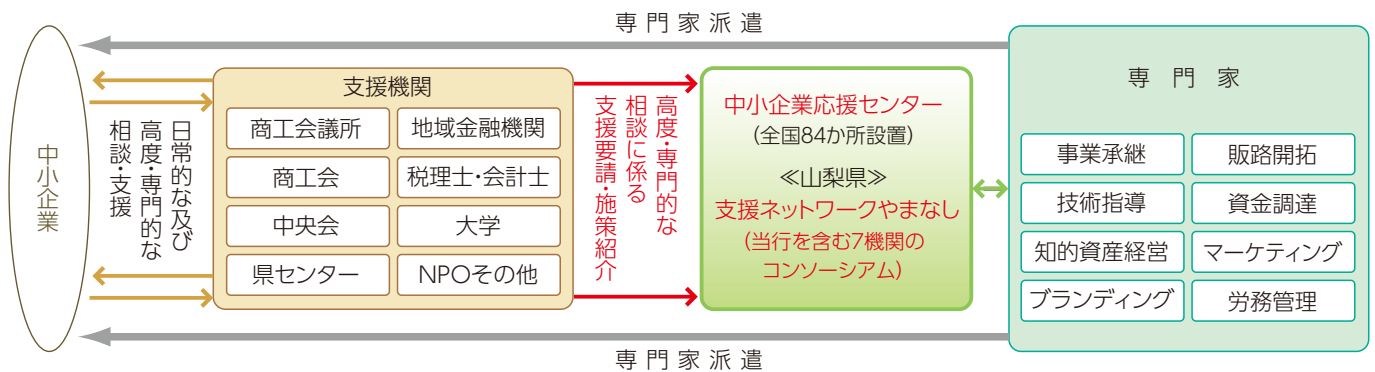 専門家派遣
中小企業
日常的な及び
高度・専門的な
相談・支援
支援機関
商工会議所
地域金融機関
商工会
税理士・会計士
中央会
大学
県センター
NPOその他
高度・専門的な
相談に係る
支援要請・施策紹介
中小企業応援センター
(全国84か所設置)
≪山梨県≫
支援ネットワークやまなし
(当行を含む7機関の
コンソーシアム)
専門家
事業承継
販路開拓
技術指導
資金調達
知的資産経営
マーケティング
ブランディング
労務管理
専門家派遣